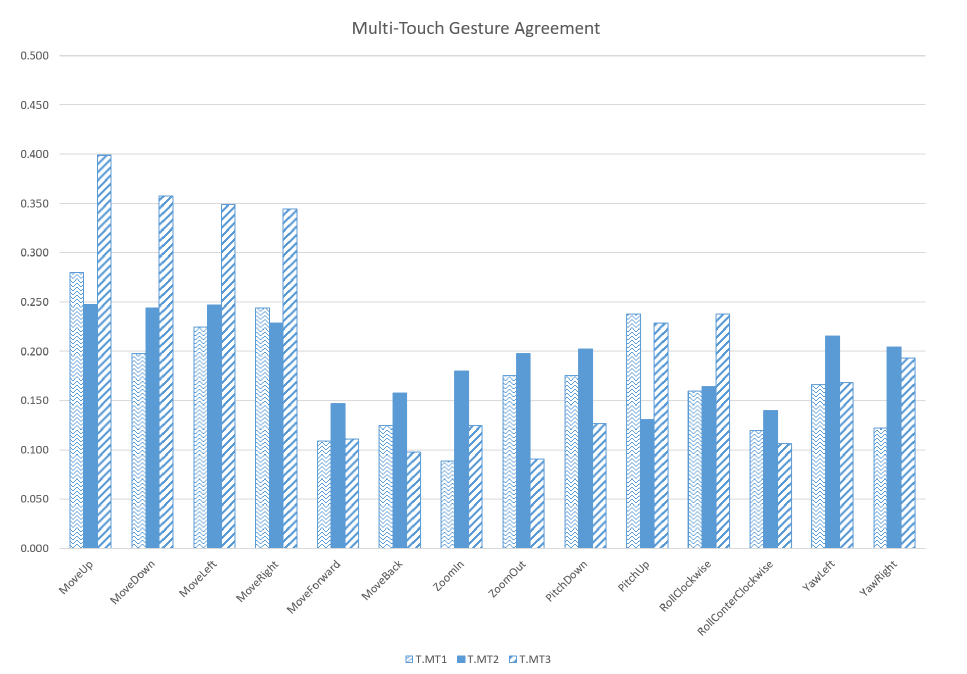 Multi-Touch Gesture Agreement
0.500
0.450
0.400
0.350
0.300
0.250
0.200
0.150
0.100
0.050
0.000
MoveUp
MoveDown
MoveLeft
MoveRight
MoveForward
MoveBack
ZoomIn
ZoomOut
PitchDown
PitchUp
RollClockwise
RollConterClockwise
YawLeft
YawRight
T.MT1 T.MT2 T.MT3